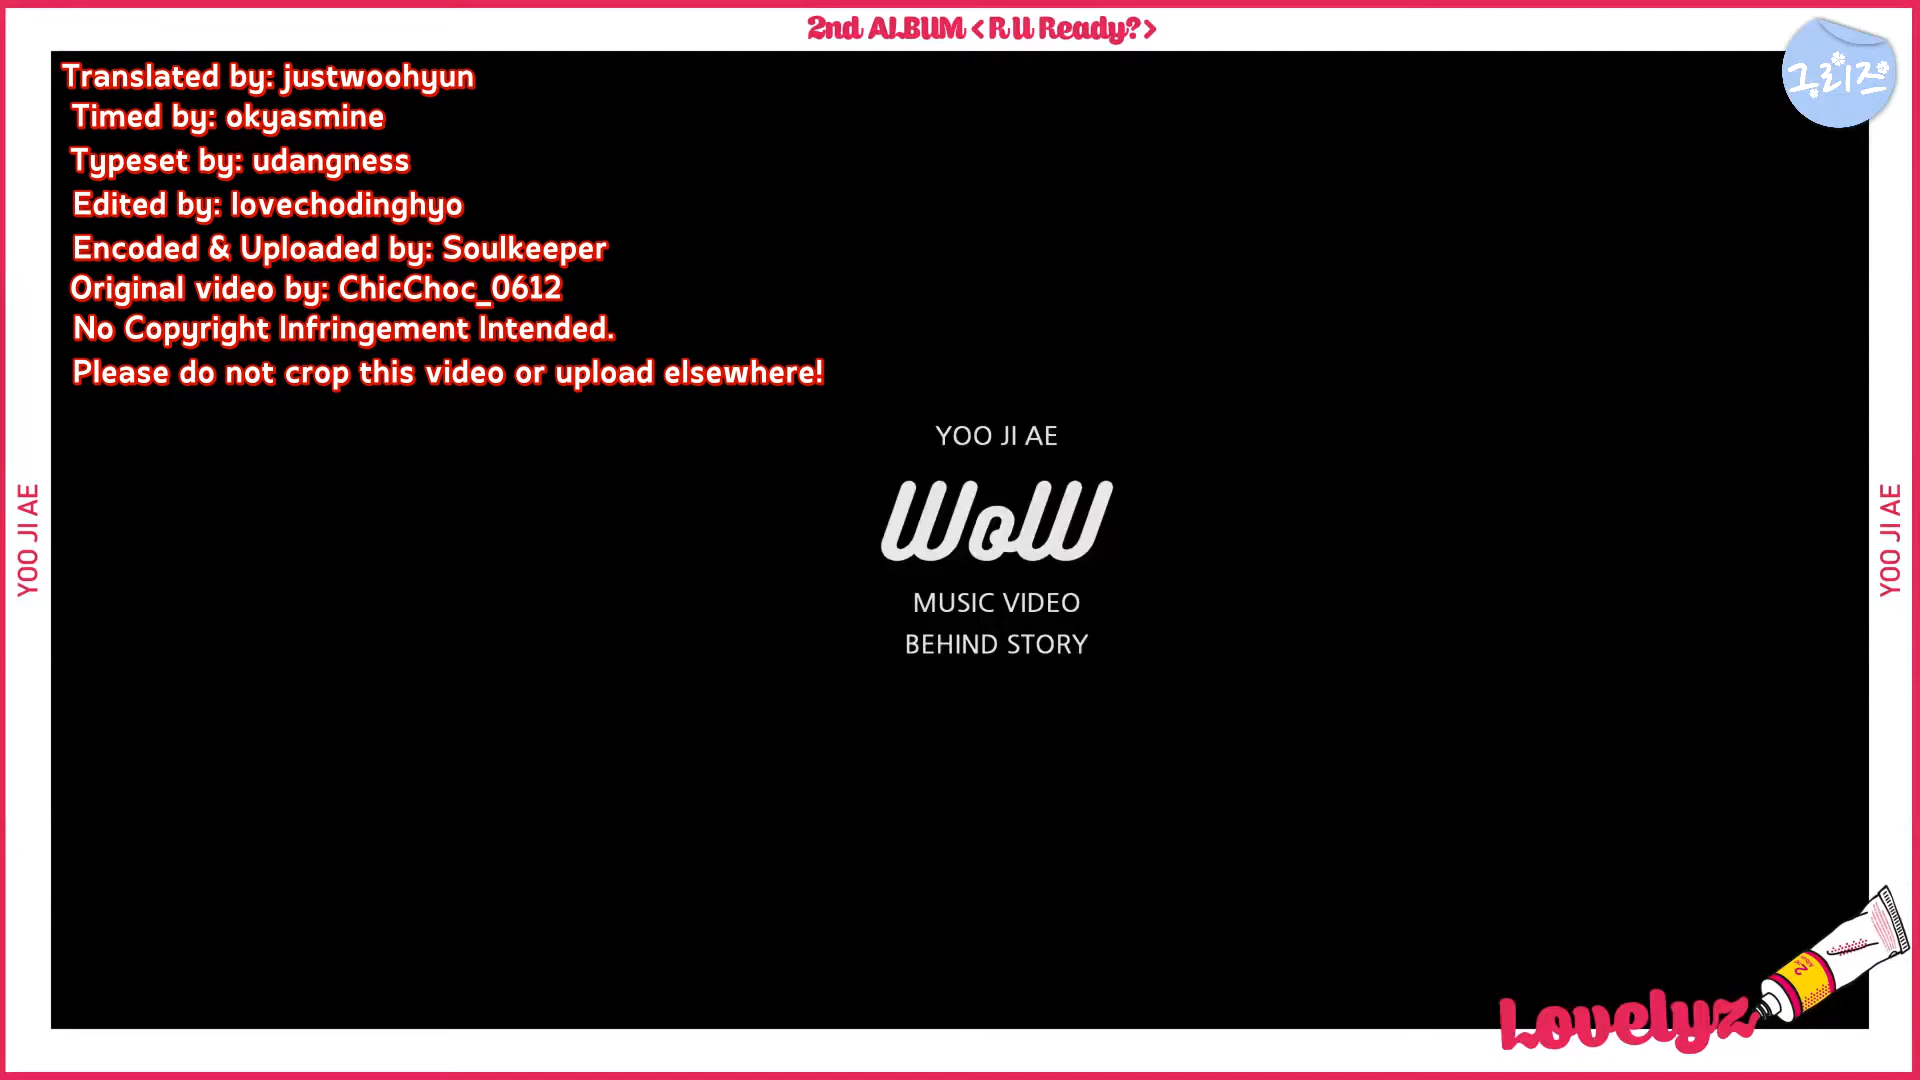 2nd ALBUM < R U Ready? >
그리즈
Translated by: justwoohyun
Timed by: okyasmine
Typeset by: udangness
Edited by: lovechodinghyo
Encoded & Uploaded by: Soulkeeper
Original video by: ChicChoc_0612
No Copyright Infringement Intended.
Please do not crop this video or upload elsewhere!
YOO JI AE
WoW
MUSIC VIDEO
BEHIND STORY
YOO JI AE
YOO JI AE
Lovelyz